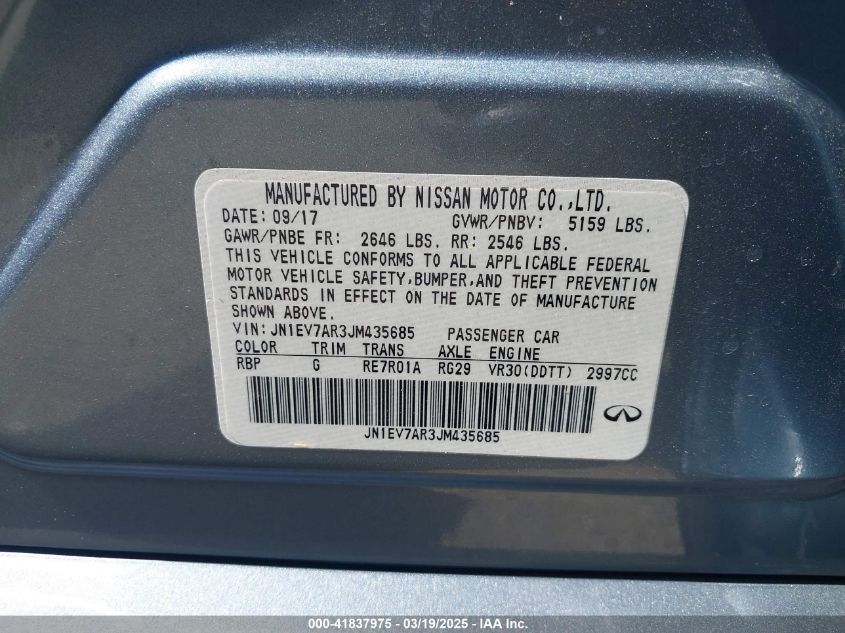 MANUFACTURED BY NISSAN MOTOR CO.,LTD.
DATE: 09/17 GVWR/PNBV: 5159 LBS.
GAWR/PNBE FR: 2646 LBS. RR: 2546 LBS.
THIS VEHICLE CONFORMS TO ALL APPLICABLE FEDERAL
MOTOR VEHICLE SAFETY,BUMPER,AND THEFT PREVENTION
STANDARDS IN EFFECT ON THE DATE OF MANUFACTURE
SHOWN ABOVE.
VIN:JN1EV7AR3JM435685 PASSENGER CAR
COLOR TRIM TRANS AXLE ENGINE
RBP G RE7R01A RG29 VR30(DDTT) 2997CC
JN1EV7AR3JM435685
000-41837975 - 03/19/2025 - IAAI Inc.